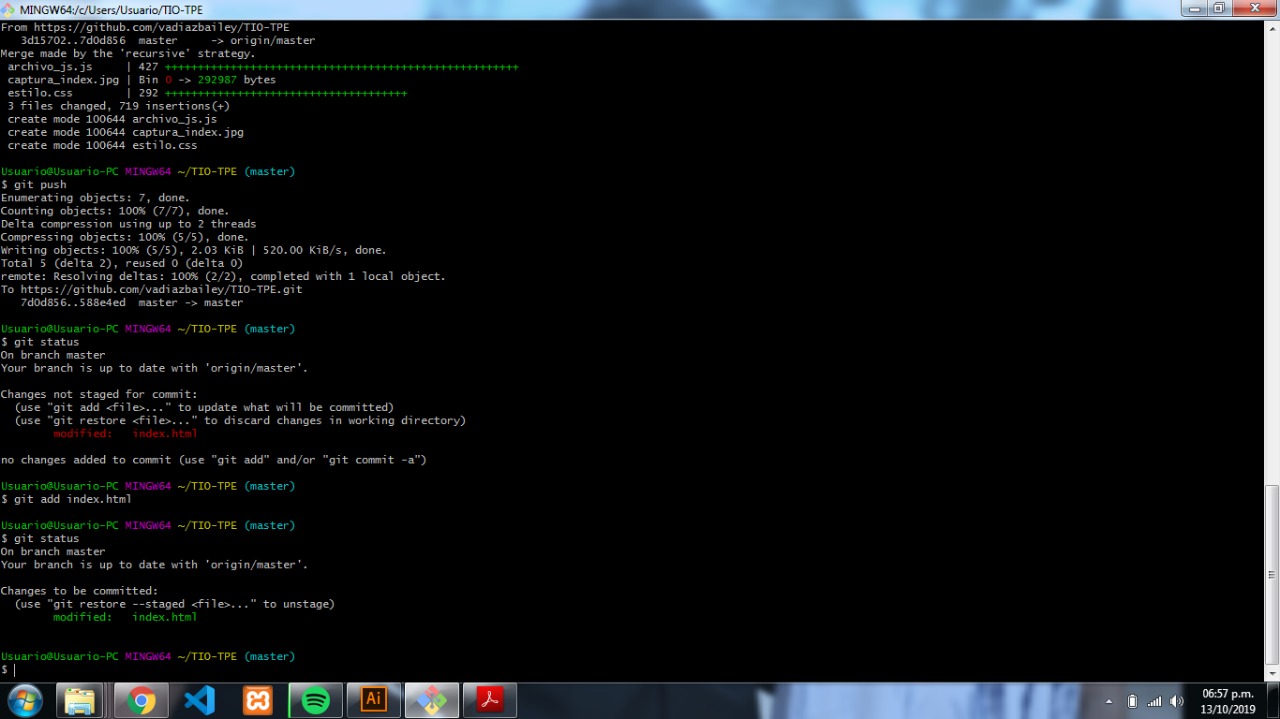 MINGW64:/c/Users/Usuario/TIO-TPE
From https://github.com/vadiazbailey/TIO-TPE
   3d15702..7d0d856  master     -> origin/master
Merge made by the 'recursive' strategy.
 archivo_js.js     | 427 ++++++++++++++++++++++++++++++++++++++++++++++++++++++
 captura_index.jpg | Bin 0 -> 292987 bytes
 estilo.css        | 292 +++++++++++++++++++++++++++++++++++++
 3 files changed, 719 insertions(+)
 create mode 100644 archivo_js.js
 create mode 100644 captura_index.jpg
 create mode 100644 estilo.css
Usuario@Usuario-PC MINGW64 ~/TIO-TPE (master)
$ git push
Enumerating objects: 7, done.
Counting objects: 100% (7/7), done.
Delta compression using up to 2 threads
Compressing objects: 100% (5/5), done.
Writing objects: 100% (5/5), 2.03 KiB | 520.00 KiB/s, done.
Total 5 (delta 2), reused 0 (delta 0)
remote: Resolving deltas: 100% (2/2), completed with 1 local object.
To https://github.com/vadiazbailey/TIO-TPE.git
   7d0d856..588e4ed  master -> master
Usuario@Usuario-PC MINGW64 ~/TIO-TPE (master)
$ git status
On branch master
Your branch is up to date with 'origin/master'.
Changes not staged for commit:
  (use "git add <file>..." to update what will be committed)
  (use "git restore <file>..." to discard changes in working directory)
        modified:   index.html
no changes added to commit (use "git add" and/or "git commit -a")
Usuario@Usuario-PC MINGW64 ~/TIO-TPE (master)
$ git add index.html
Usuario@Usuario-PC MINGW64 ~/TIO-TPE (master)
$ git status
On branch master
Your branch is up to date with 'origin/master'.
Changes to be committed:
  (use "git restore --staged <file>..." to unstage)
        modified:   index.html
Usuario@Usuario-PC MINGW64 ~/TIO-TPE (master)
$
Ai
06:57 p.m.
13/10/2019